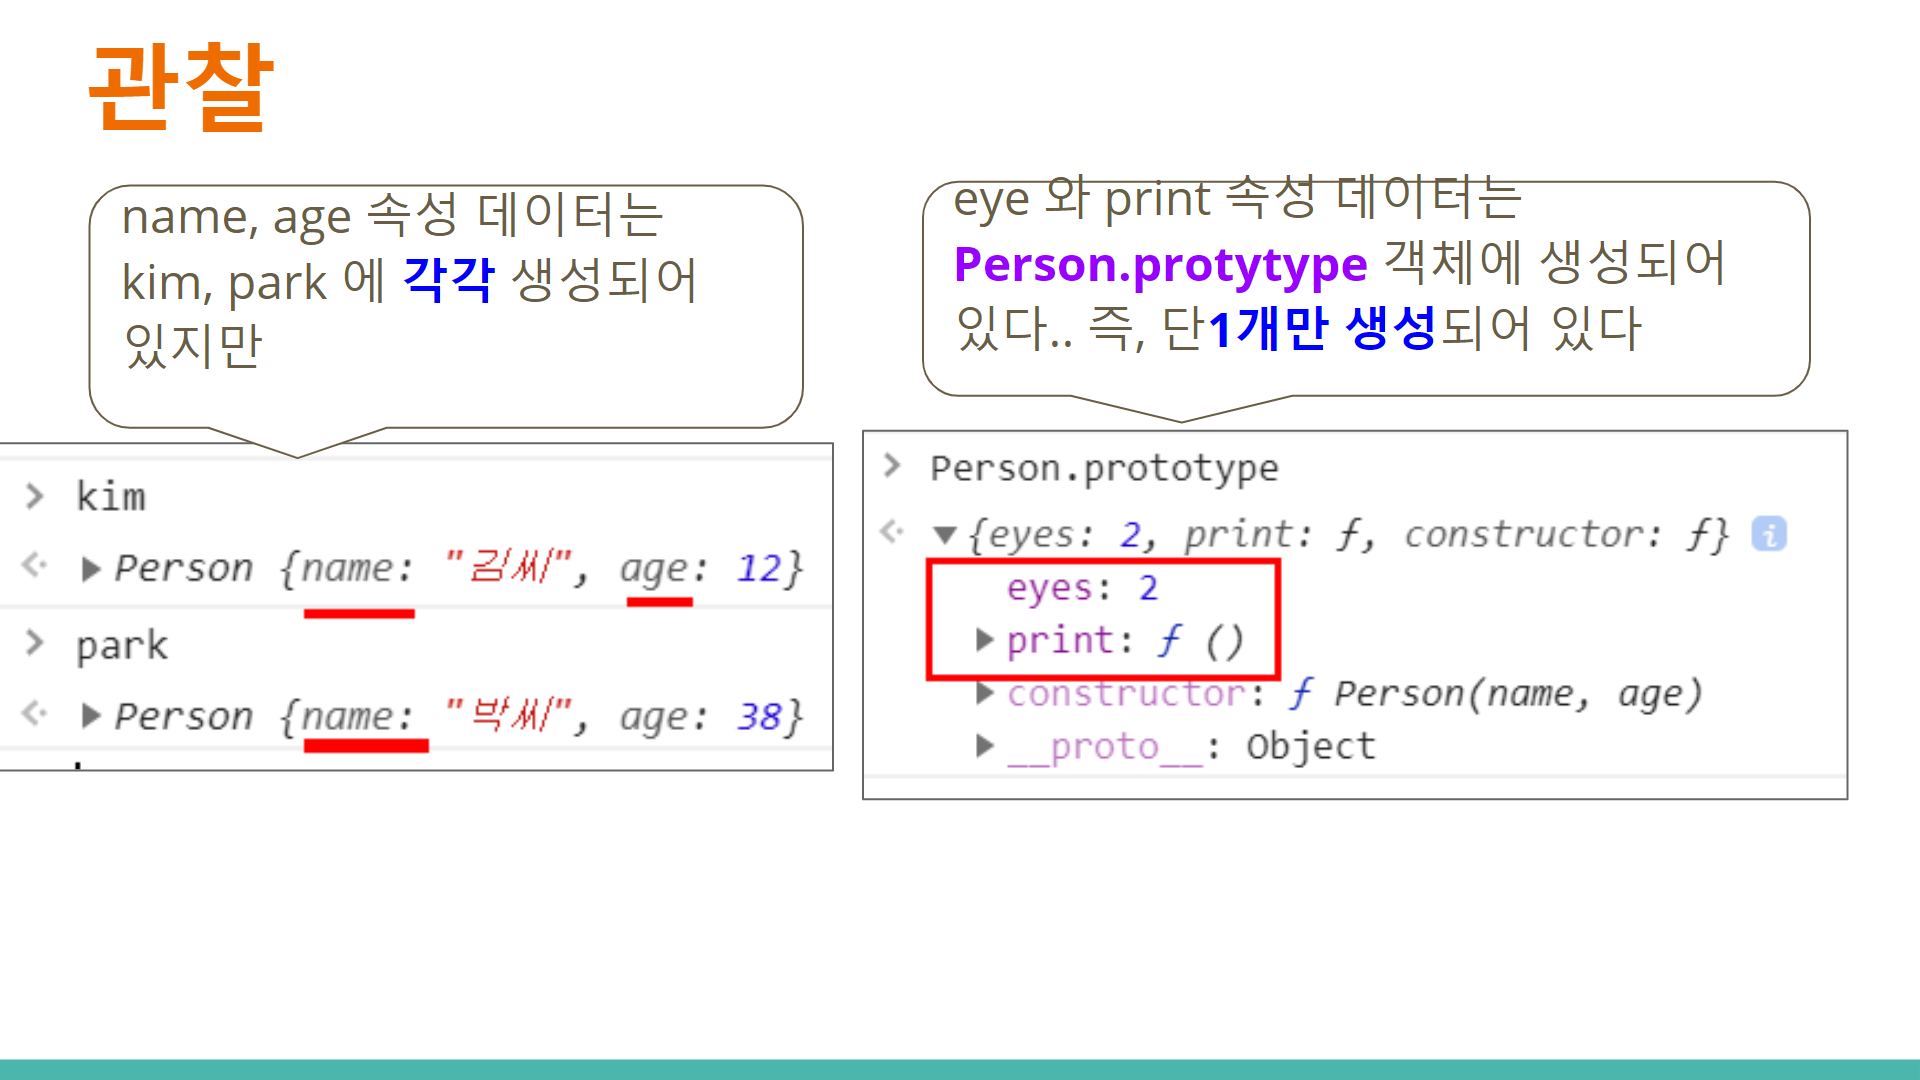 관찰
name, age 속성 데이터는
kim, park 에 각각 생성되어
있지만
eye 와 print 속성 데이터는
Person.protytype 객체에 생성되어
있다.. 즉, 단1개만 생성되어 있다
kim
Person {name: "김씨", age: 12}
park
Person {name: "박씨", age: 38}
Person.prototype
{eyes: 2, print: ƒ, constructor: ƒ}
eyes: 2
print: ƒ ()
constructor: ƒ Person(name, age)
__proto__: Object